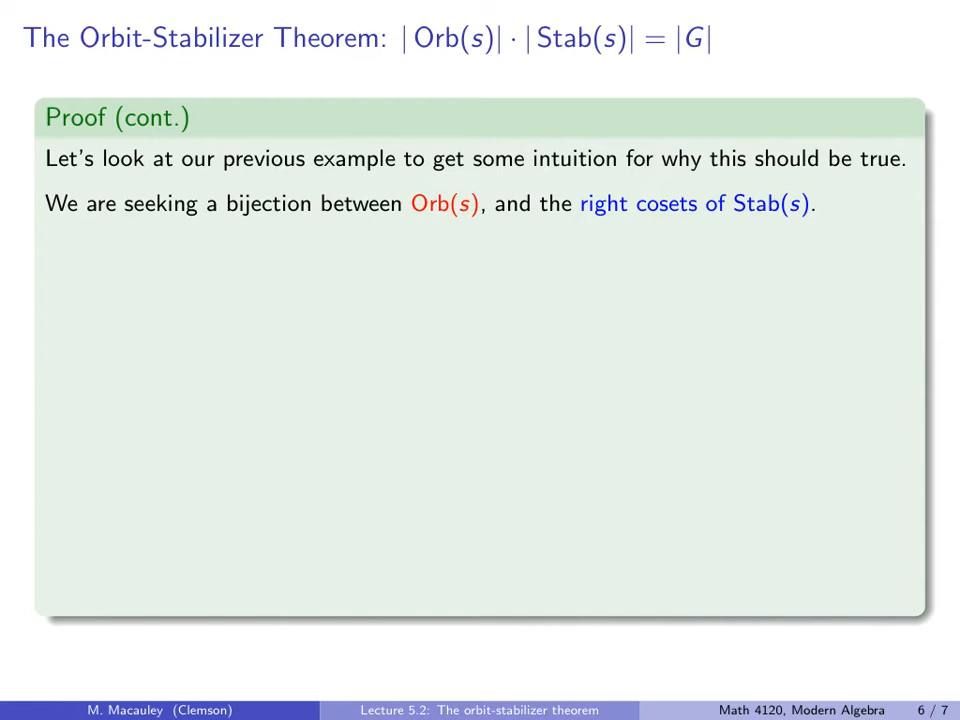 The Orbit-Stabilizer Theorem: | Orb(s)| · | Stab(s)| = |G|
Proof (cont.)
Let's look at our previous example to get some intuition for why this should be true.
We are seeking a bijection between Orb(s), and the right cosets of Stab(s).
M. Macauley (Clemson) Lecture 5.2: The orbit-stabilizer theorem Math 4120, Modern Algebra 6 / 7